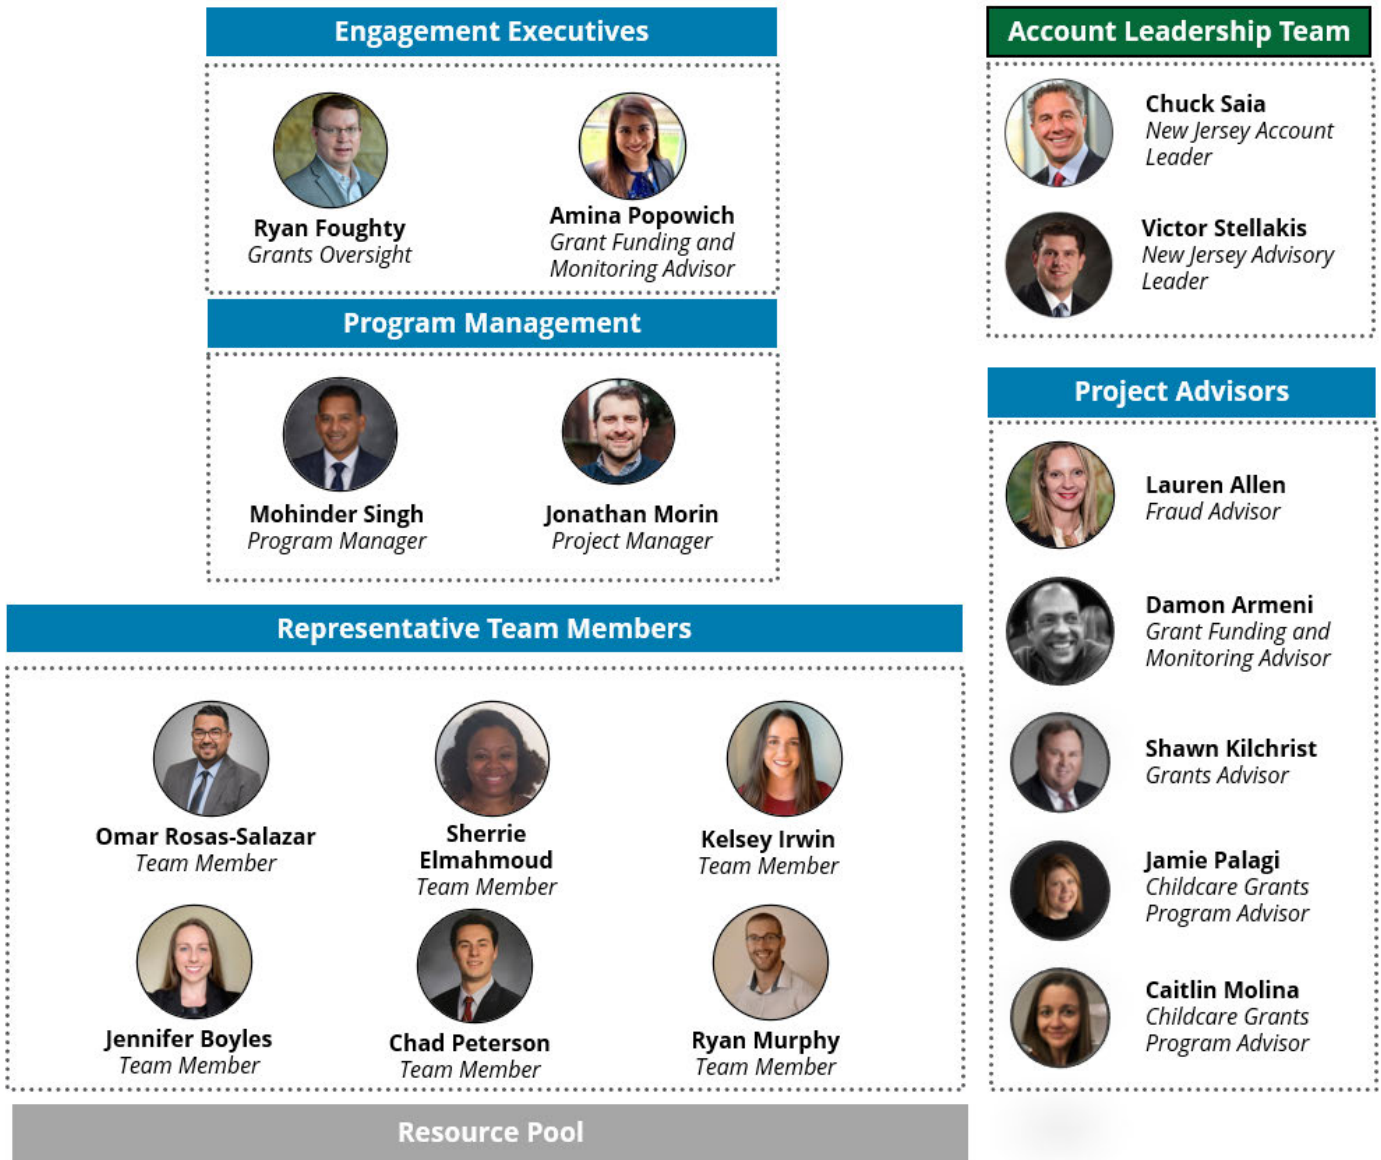 Engagement Executives
Ryan Foughty
Grants Oversight
Amina Popowich
Grant Funding and
Monitoring Advisor
Program Management
Mohinder Singh
Program Manager
Jonathan Morin
Project Manager
Representative Team Members
Omar Rosas-Salazar
Team Member
Sherrie
Elmahmoud
Team Member
Kelsey Irwin
Team Member
Jennifer Boyles
Team Member
Chad Peterson
Team Member
Ryan Murphy
Team Member
Resource Pool
Account Leadership Team
Chuck Saia
New Jersey Account
Leader
Victor Stellakis
New Jersey Advisory
Leader
Project Advisors
Lauren Allen
Fraud Advisor
Damon Armeni
Grant Funding and
Monitoring Advisor
Shawn Kilchrist
Grants Advisor
Jamie Palagi
Childcare Grants
Program Advisor
Caitlin Molina
Childcare Grants
Program Advisor